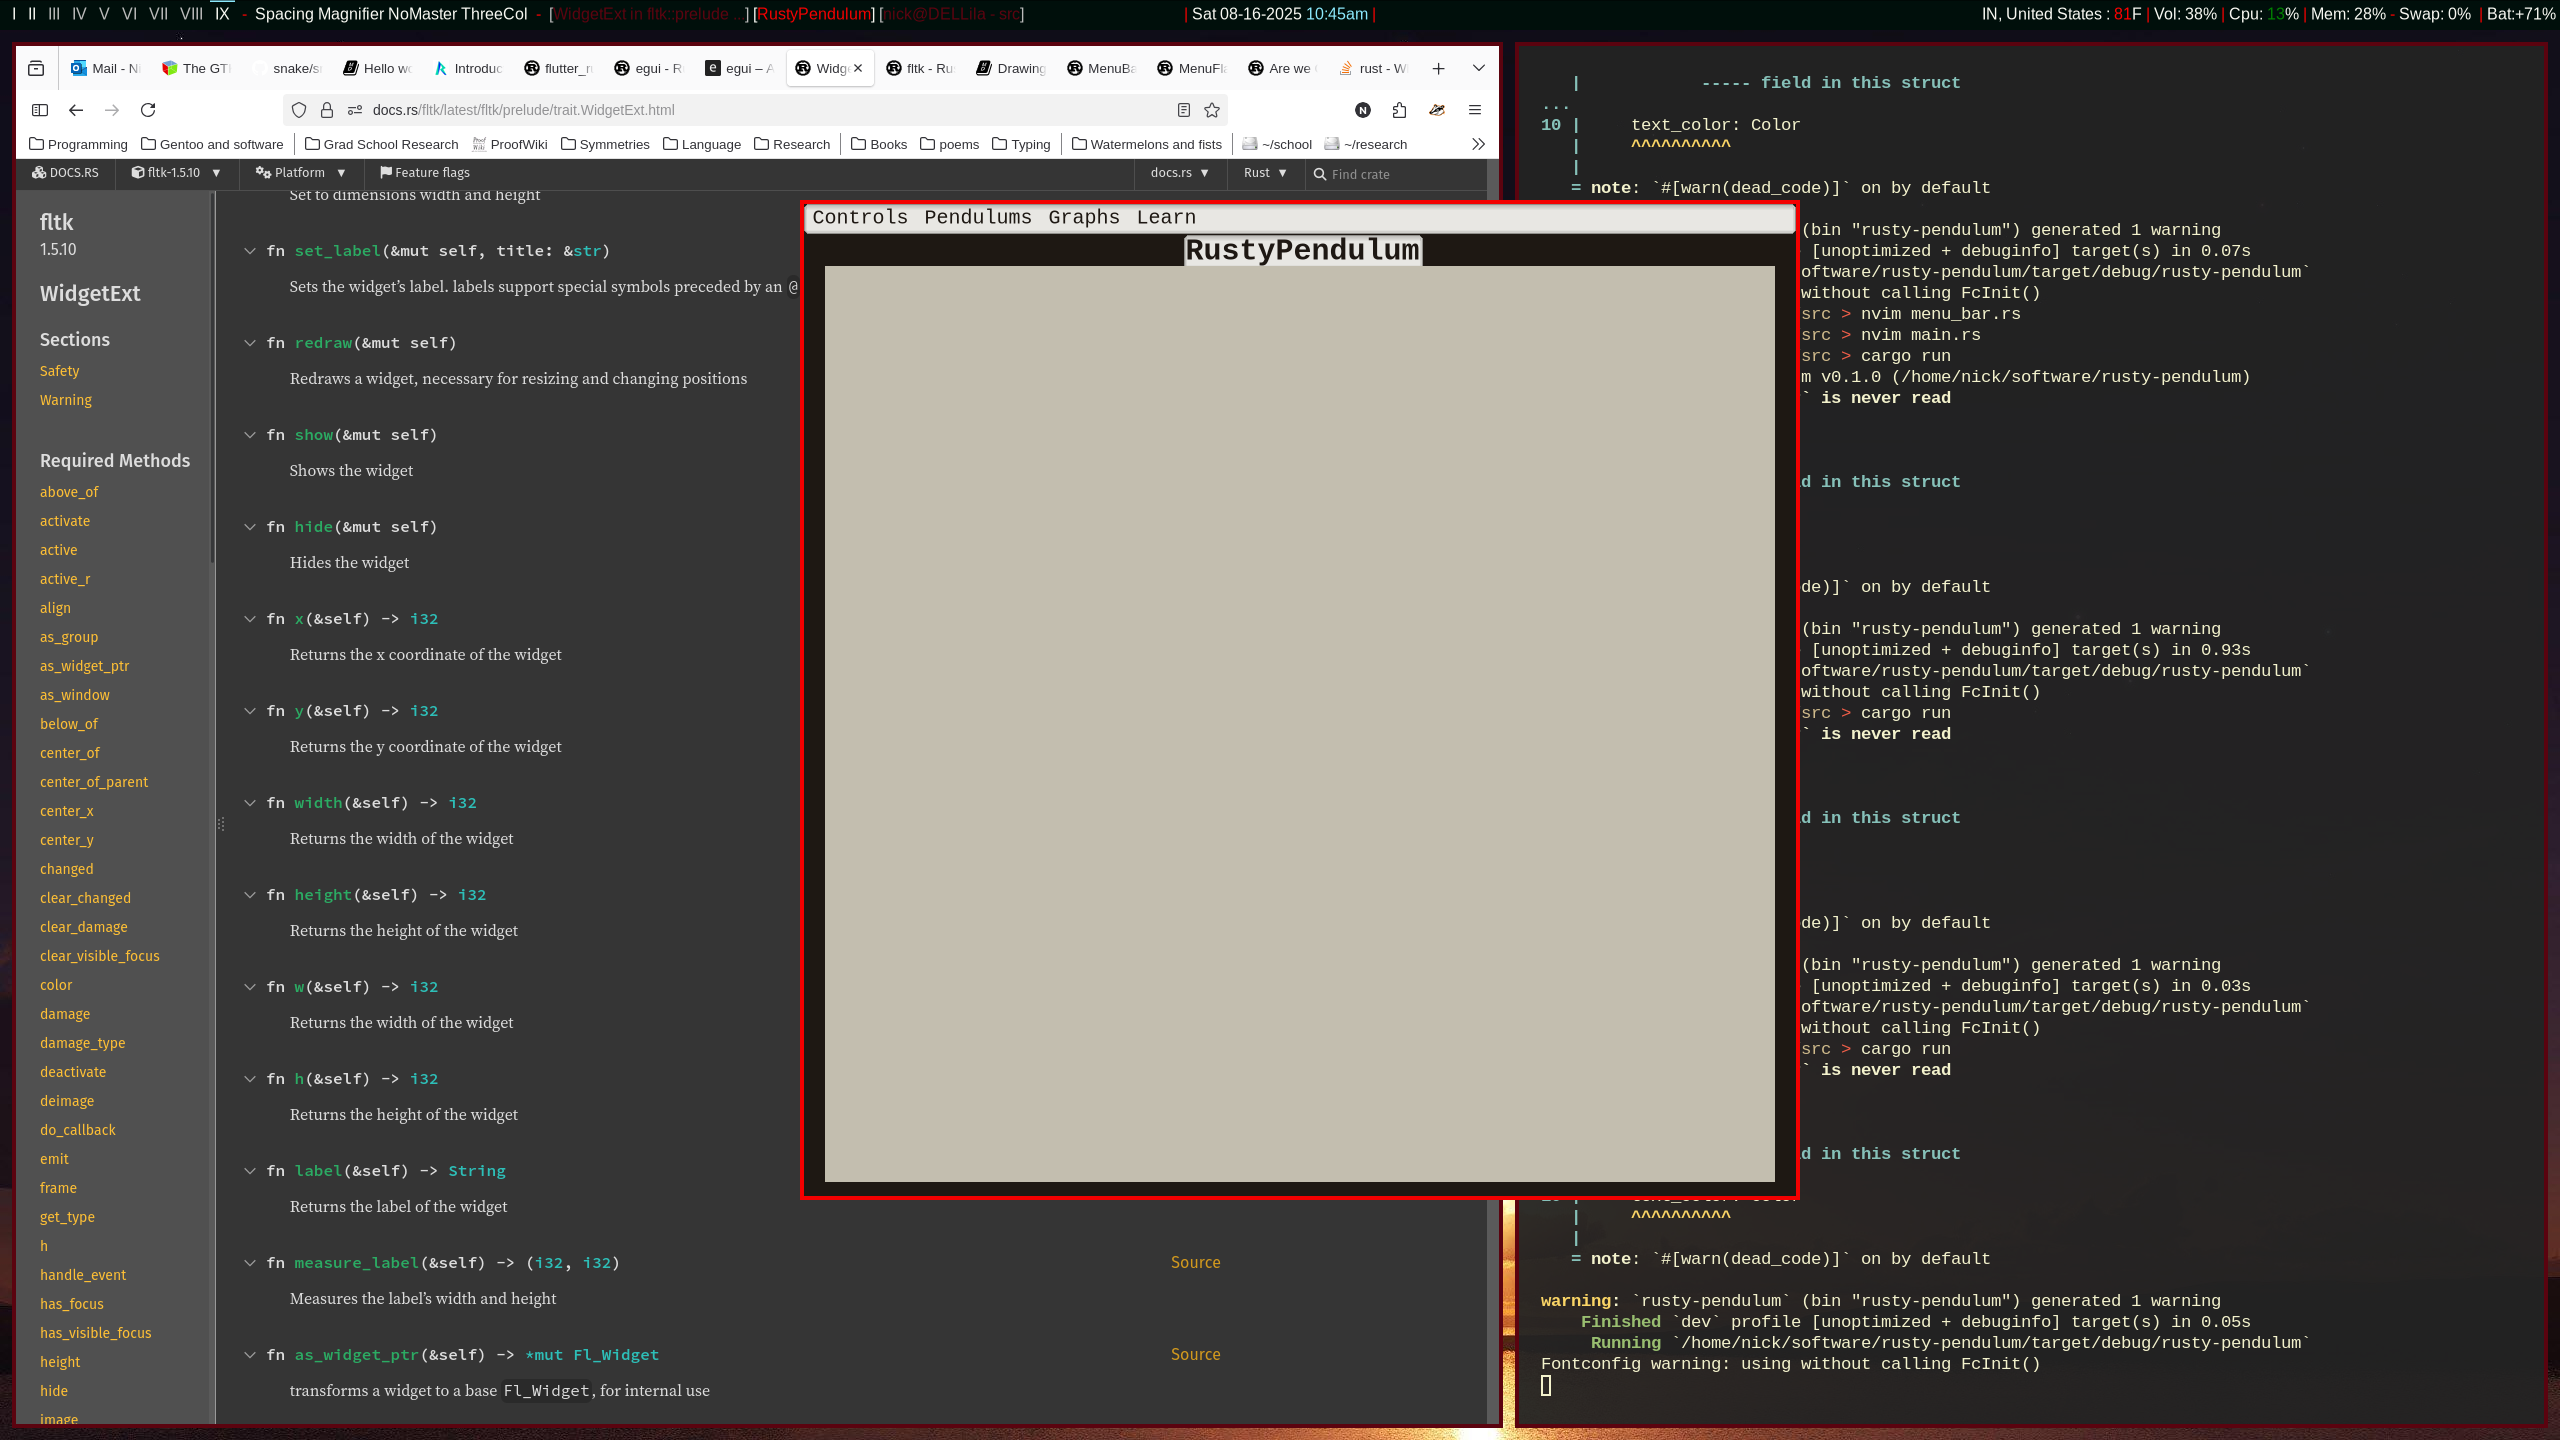 I II III IV V VI VII VIII IX - Spacing Magnifier NoMaster ThreeCol - [WidgetExt in fltk::prelude ...] [RustyPendulum] [nick@DELLila - src] | Sat 08-16-2025 10:45am | IN, United States : 81F | Vol: 38% | Cpu: 13% | Mem: 28% - Swap: 0% | Bat:+71%
Mail - N The GT snake/s Hello wo Introduc flutter_ru egui - R egui – A Widg fltk - Ru Drawing MenuBa MenuFla Are we rust - W
docs.rs/fltk/latest/fltk/prelude/trait.WidgetExt.html
Programming Gentoo and software Grad School Research ProofWiki Symmetries Language Research Books poems Typing Watermelons and fists ~/school ~/research
DOCS.RS fltk-1.5.10 Platform Feature flags docs.rs Rust Find crate
fltk
1.5.10
WidgetExt
Sections
Safety
Warning
Required Methods
above_of
activate
active
active_r
align
as_group
as_widget_ptr
as_window
below_of
center_of
center_of_parent
center_x
center_y
changed
clear_changed
clear_damage
clear_visible_focus
color
damage
damage_type
deactivate
deimage
do_callback
emit
frame
get_type
h
handle_event
has_focus
has_visible_focus
height
hide
image
Set to dimensions width and height
fn set_label(&mut self, title: &str)
Sets the widget’s label. labels support special symbols preceded by an @
fn redraw(&mut self)
Redraws a widget, necessary for resizing and changing positions
fn show(&mut self)
Shows the widget
fn hide(&mut self)
Hides the widget
fn x(&self) -> i32
Returns the x coordinate of the widget
fn y(&self) -> i32
Returns the y coordinate of the widget
fn width(&self) -> i32
Returns the width of the widget
fn height(&self) -> i32
Returns the height of the widget
fn w(&self) -> i32
Returns the width of the widget
fn h(&self) -> i32
Returns the height of the widget
fn label(&self) -> String
Returns the label of the widget
fn measure_label(&self) -> (i32, i32) Source
Measures the label’s width and height
fn as_widget_ptr(&self) -> *mut Fl_Widget Source
transforms a widget to a base Fl_Widget, for internal use
Controls Pendulums Graphs Learn
RustyPendulum
| ----- field in this struct
...
10 | text_color: Color
| ^^^^^^^^^^
|
= note: `#[warn(dead_code)]` on by default
(bin "rusty-pendulum") generated 1 warning
[unoptimized + debuginfo] target(s) in 0.07s
oftware/rusty-pendulum/target/debug/rusty-pendulum`
without calling FcInit()
src > nvim menu_bar.rs
src > nvim main.rs
src > cargo run
m v0.1.0 (/home/nick/software/rusty-pendulum)
` is never read
d in this struct
de)]` on by default
(bin "rusty-pendulum") generated 1 warning
[unoptimized + debuginfo] target(s) in 0.93s
oftware/rusty-pendulum/target/debug/rusty-pendulum`
without calling FcInit()
src > cargo run
` is never read
d in this struct
de)]` on by default
(bin "rusty-pendulum") generated 1 warning
[unoptimized + debuginfo] target(s) in 0.03s
oftware/rusty-pendulum/target/debug/rusty-pendulum`
without calling FcInit()
src > cargo run
` is never read
d in this struct
| ^^^^^^^^^^
|
= note: `#[warn(dead_code)]` on by default
warning: `rusty-pendulum` (bin "rusty-pendulum") generated 1 warning
Finished `dev` profile [unoptimized + debuginfo] target(s) in 0.05s
Running `/home/nick/software/rusty-pendulum/target/debug/rusty-pendulum`
Fontconfig warning: using without calling FcInit()